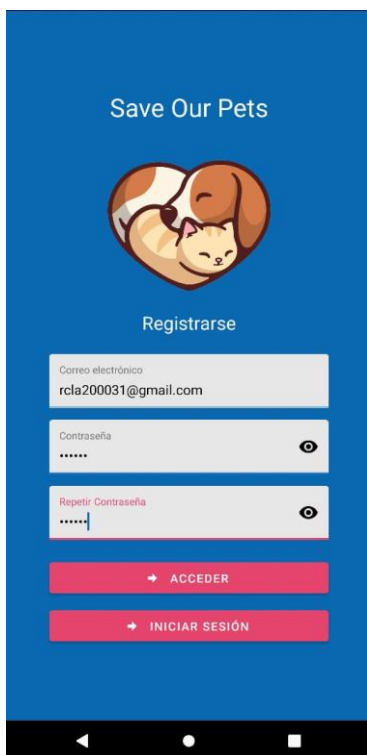 Save Our Pets
Registrarse
Correo electrónico
rcla200031@gmail.com
Contraseña
••••••
Repetir Contraseña
••••••
ACCEDER
INICIAR SESIÓN